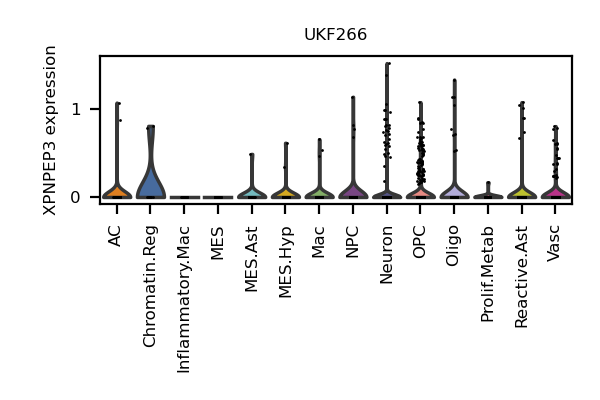 UKF266
XPNPEP3 expression
1
0
AC
Chromatin.Reg
Inflammatory.Mac
MES
MES.Ast
MES.Hyp
Mac
NPC
Neuron
OPC
Oligo
Prolif.Metab
Reactive.Ast
Vasc